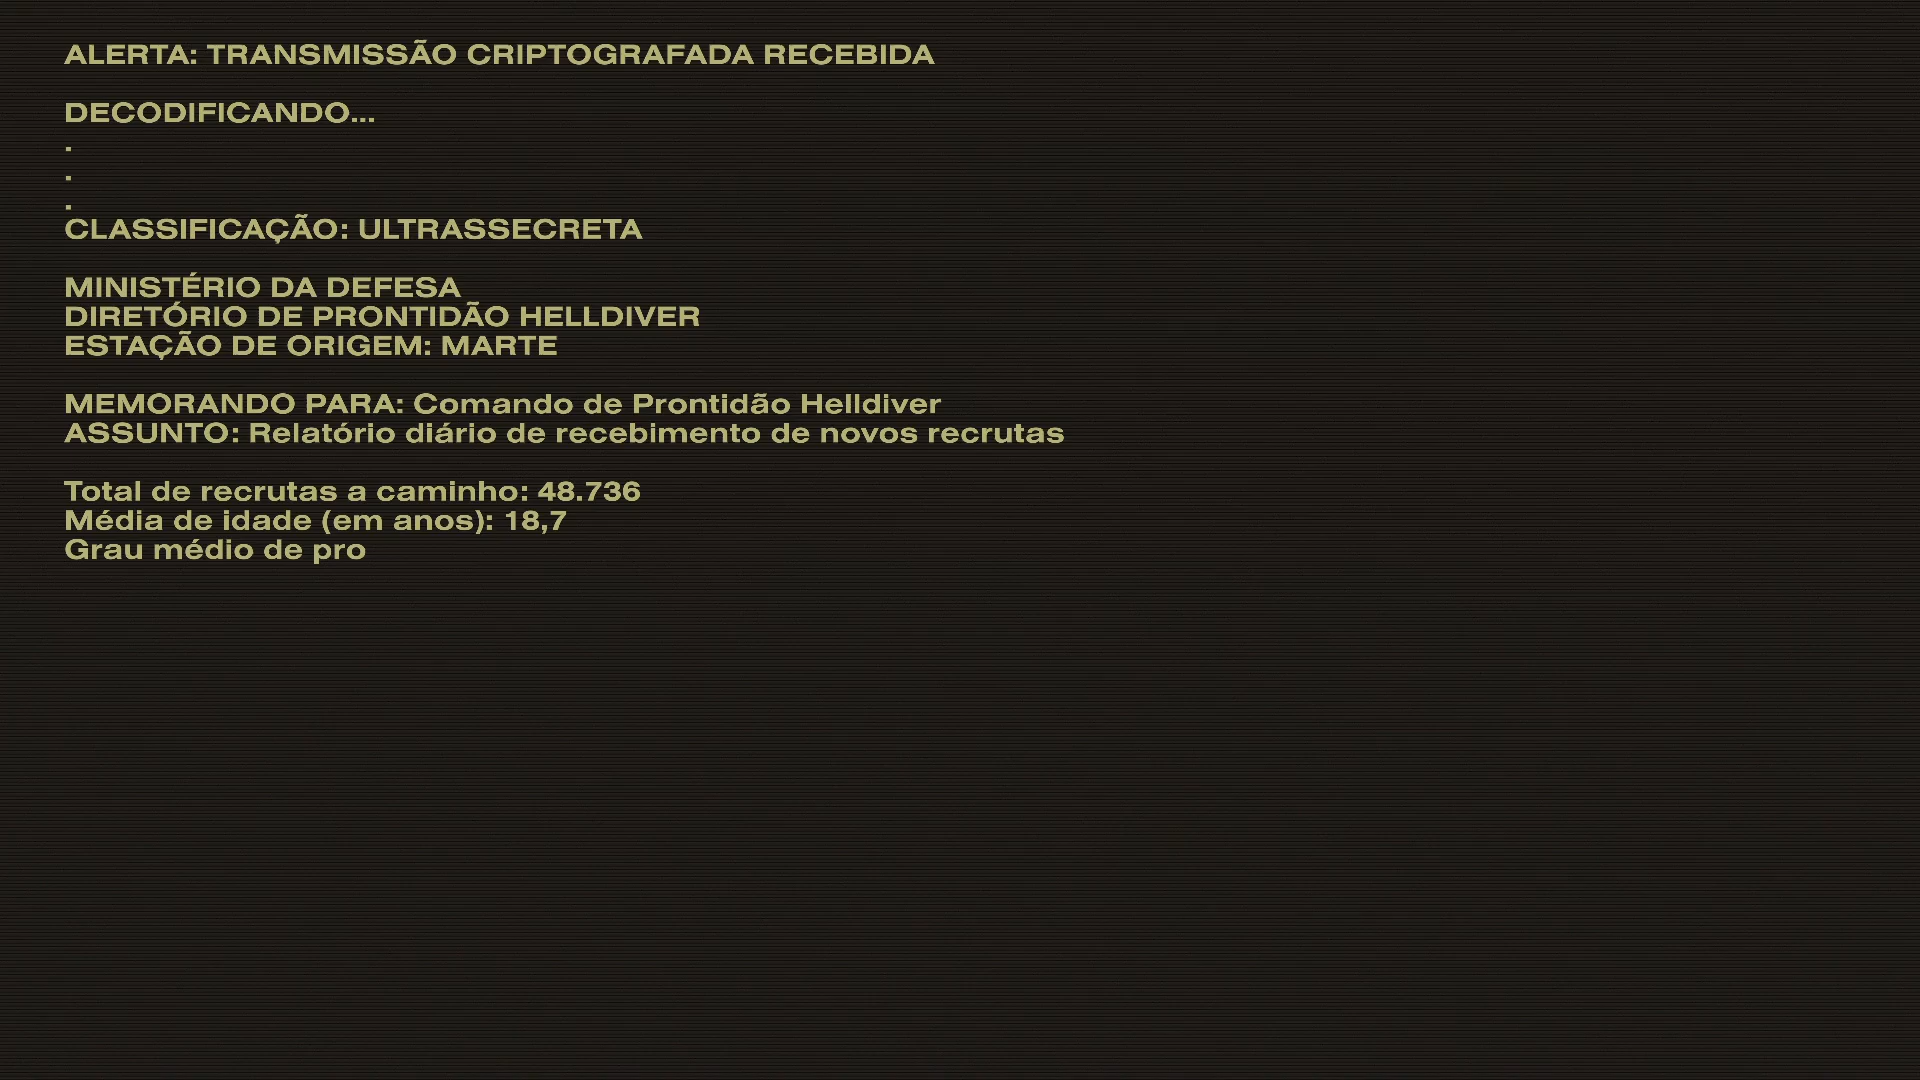 ALERTA: TRANSMISSÃO CRIPTOGRAFADA RECEBIDA
DECODIFICANDO...
.
.
.
CLASSIFICAÇÃO: ULTRASSECRETA
MINISTÉRIO DA DEFESA
DIRETÓRIO DE PRONTIDÃO HELLDIVER
ESTAÇÃO DE ORIGEM: MARTE
MEMORANDO PARA: Comando de Prontidão Helldiver
ASSUNTO: Relatório diário de recebimento de novos recrutas
Total de recrutas a caminho: 48.736
Média de idade (em anos): 18,7
Grau médio de pro